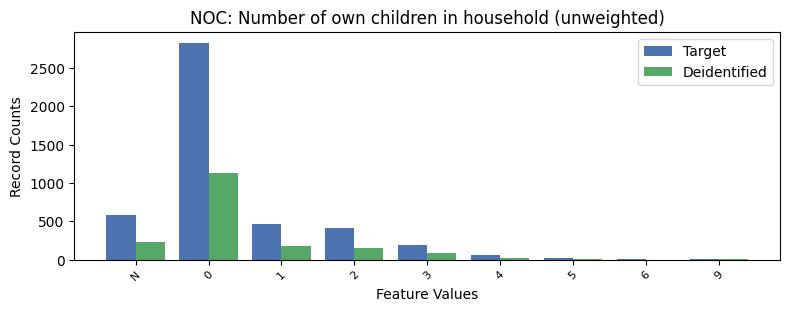 NOC: Number of own children in household (unweighted)
Target
Deidentified
Record Counts
2500
2000
1500
1000
500
0
N 0 1 2 3 4 5 6 9
Feature Values